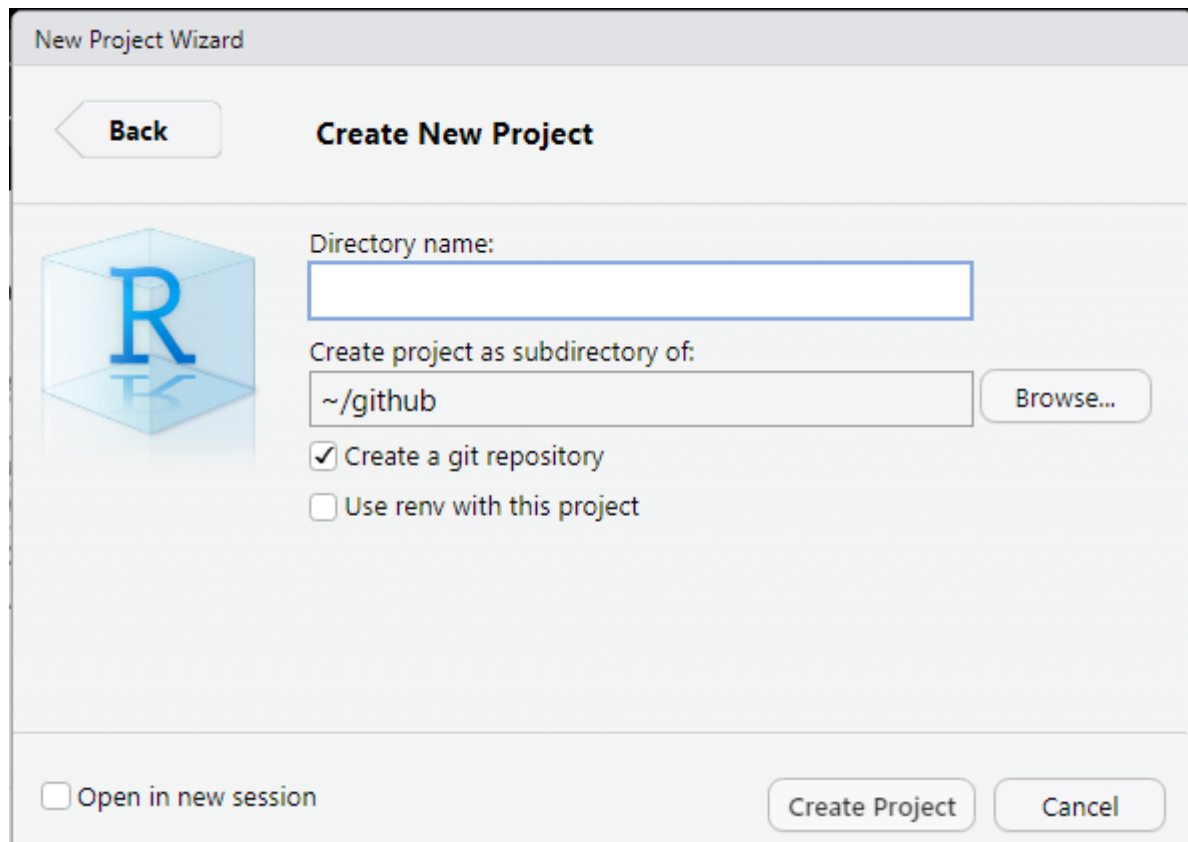 New Project Wizard
Back
Create New Project
R
Directory name:
Create project as subdirectory of:
~/github
Browse...
Create a git repository
Use renv with this project
Open in new session
Create Project
Cancel